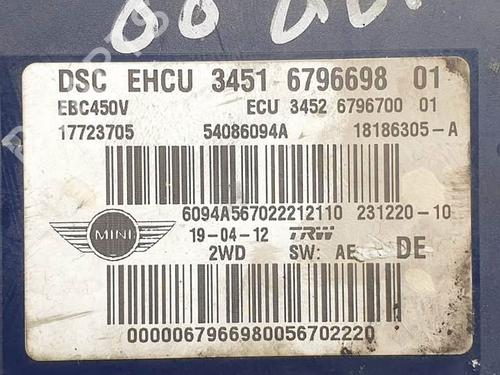 DSC EHCU 3451 6796698 01
EBC450V ECU 3452 6796700 01
17723705 54086094A 18186305-A
6094A567022212110 231220-10
MINI 19-04-12 TRW
2WD SW: AE DE
0000067966980056702220